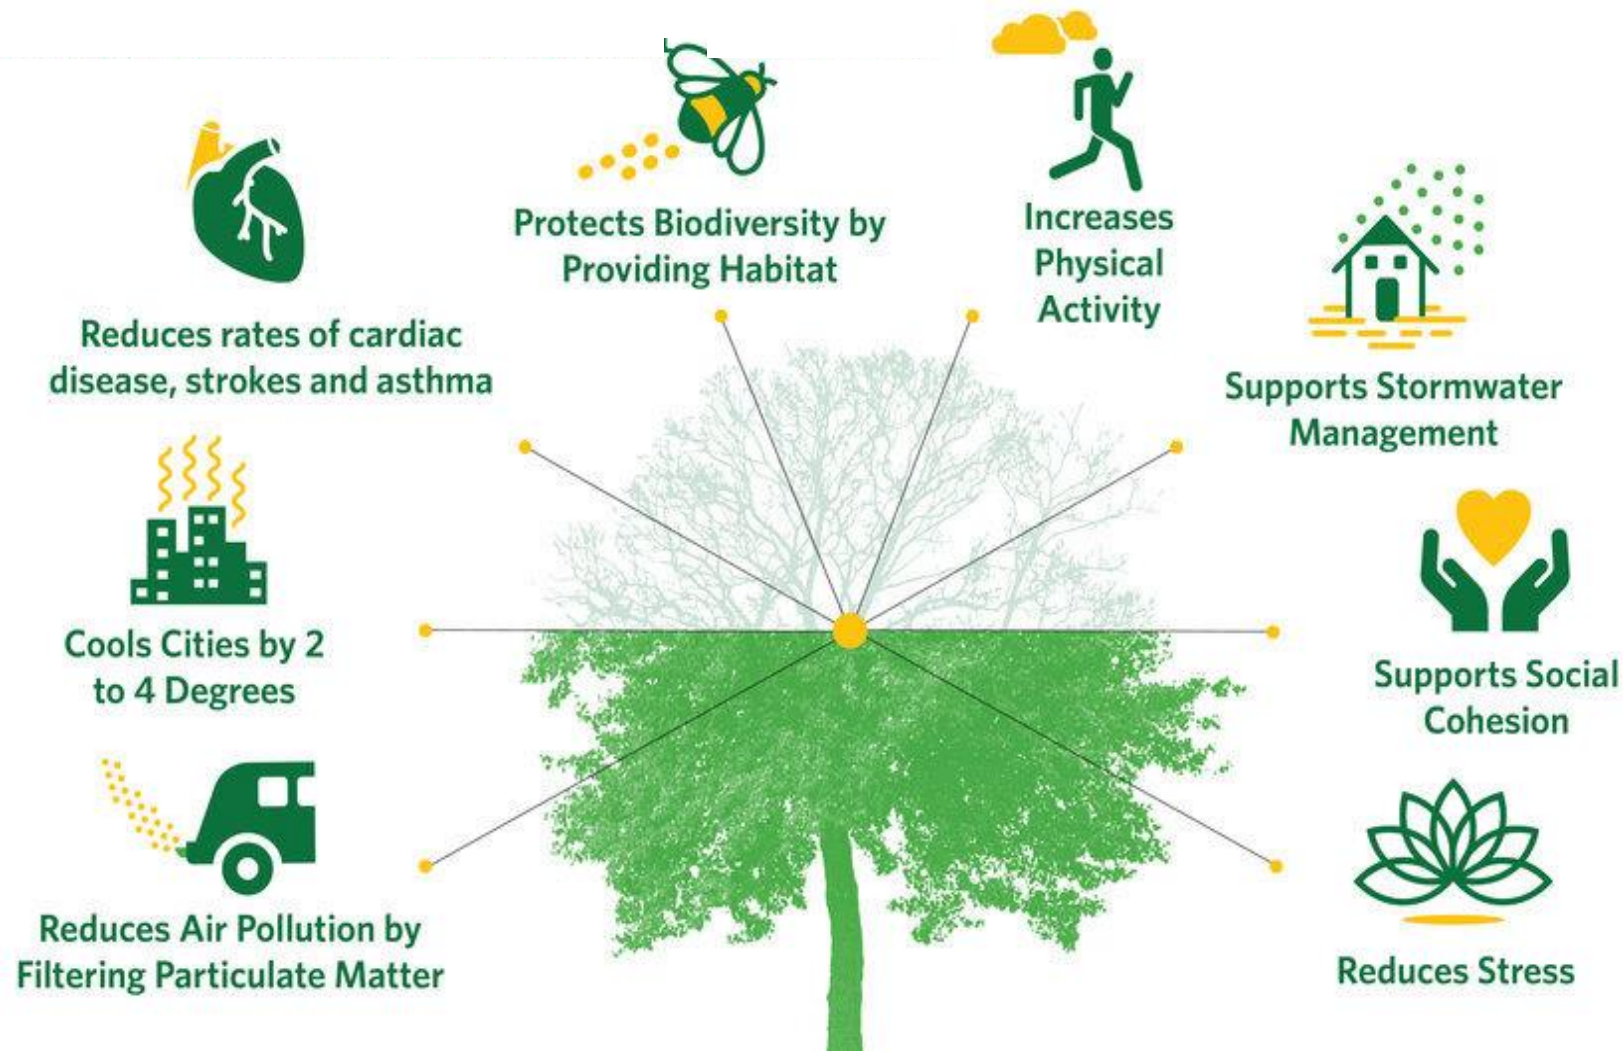 Protects Biodiversity by
Providing Habitat
Increases
Physical
Activity
Reduces rates of cardiac
disease, strokes and asthma
Supports Stormwater
Management
Cools Cities by 2
to 4 Degrees
Supports Social
Cohesion
Reduces Air Pollution by
Filtering Particulate Matter
Reduces Stress